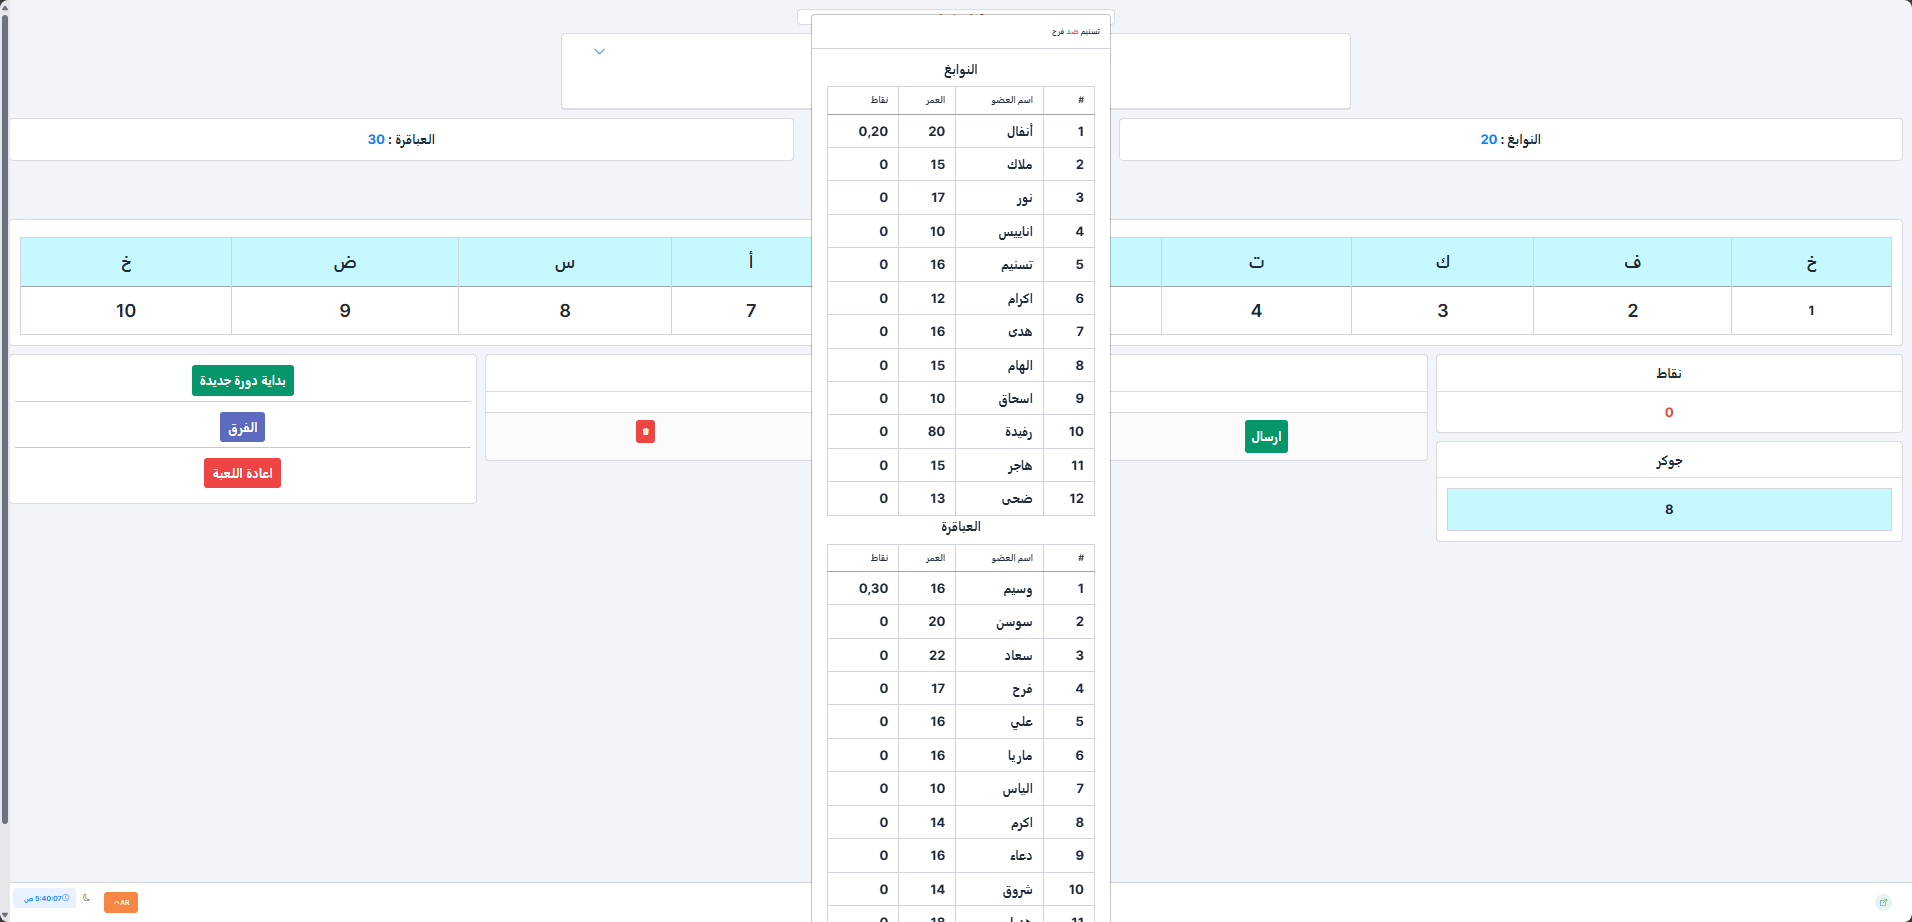 تسنيم ضد فرح
النوابغ
# اسم العضو العمر نقاط
1 أنفال 20 0,20
2 ملاك 15 0
3 نور 17 0
4 اناييس 10 0
5 تسنيم 16 0
6 اكرام 12 0
7 هدى 16 0
8 الهام 15 0
9 اسحاق 10 0
10 رفيدة 80 0
11 هاجر 15 0
12 ضحى 13 0
العباقرة
# اسم العضو العمر نقاط
1 وسيم 16 0,30
2 سوسن 20 0
3 سعاد 22 0
4 فرح 17 0
5 علي 16 0
6 ماريا 16 0
7 الياس 10 0
8 اكرم 14 0
9 دعاء 16 0
10 شروق 14 0
النوابغ : 20
العباقرة : 30
خ ف ك ت أ س ض خ
1 2 3 4 7 8 9 10
نقاط
0
جوكر
8
ارسال
بداية دورة جديدة
الفرق
اعادة اللعبة
AR
5:40:07 ص